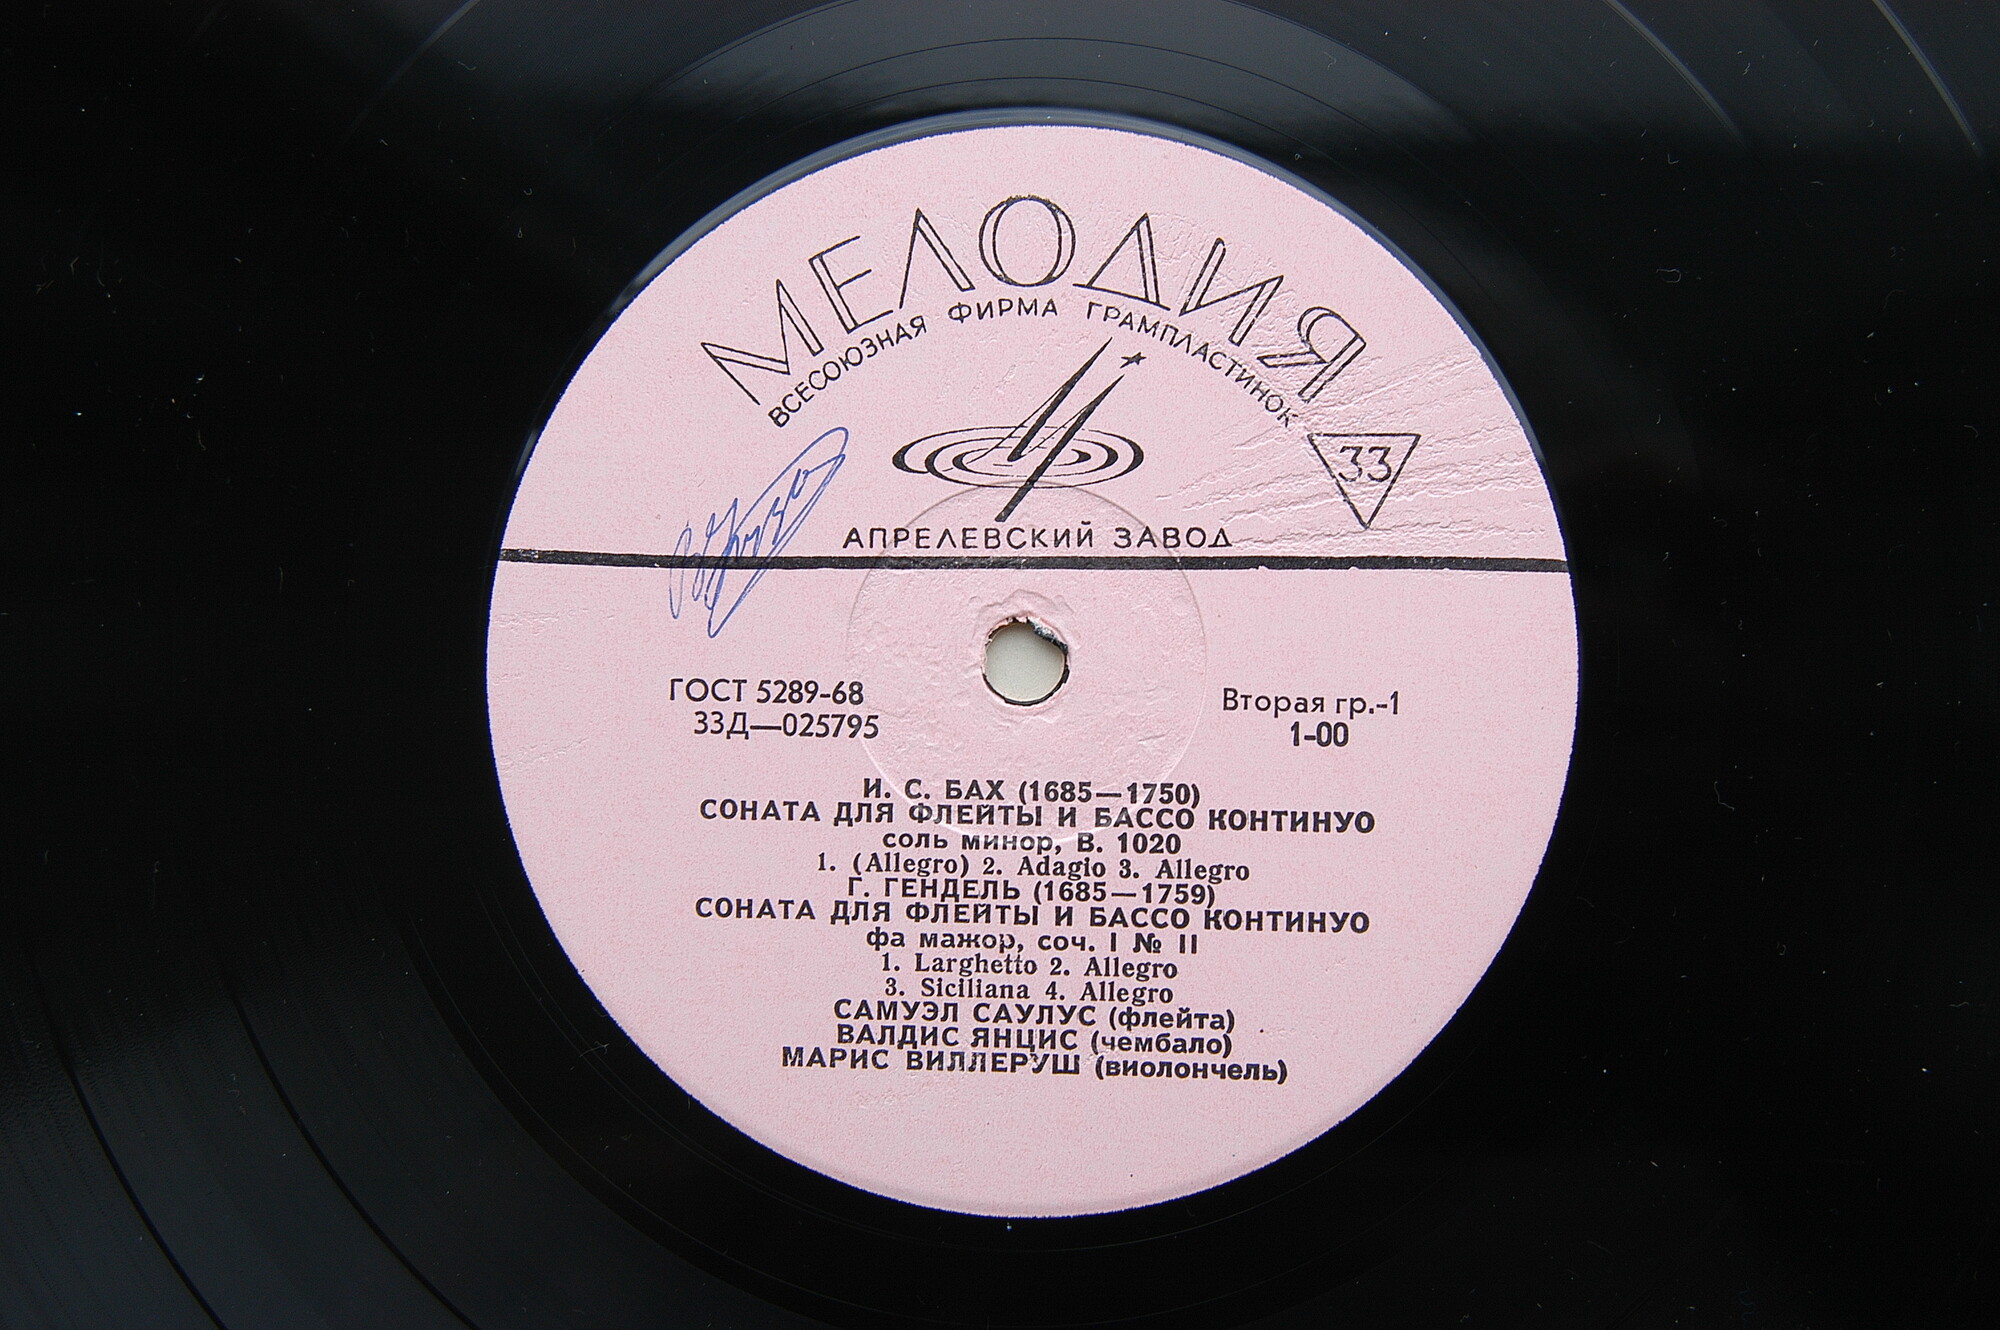 МЕЛОДИЯ
ВСЕСОЮЗНАЯ ФИРМА ГРАМПЛАСТИНОК
33
АПРЕЛЕВСКИЙ ЗАВОД
ГОСТ 5289-68
33Д—025795
Вторая гр.-1
1-00
И. С. БАХ (1685—1750)
СОНАТА ДЛЯ ФЛЕЙТЫ И БАССО КОНТИНУО
соль минор, В. 1020
1. (Allegro) 2. Adagio 3. Allegro
Г. ГЕНДЕЛЬ (1685—1759)
СОНАТА ДЛЯ ФЛЕЙТЫ И БАССО КОНТИНУО
фа мажор, соч. I № II
1. Larghetto 2. Allegro
3. Siciliana 4. Allegro
САМУЭЛ САУЛУС (флейта)
ВАЛДИС ЯНЦИС (чембало)
МАРИС ВИЛЛЕРУШ (виолончель)